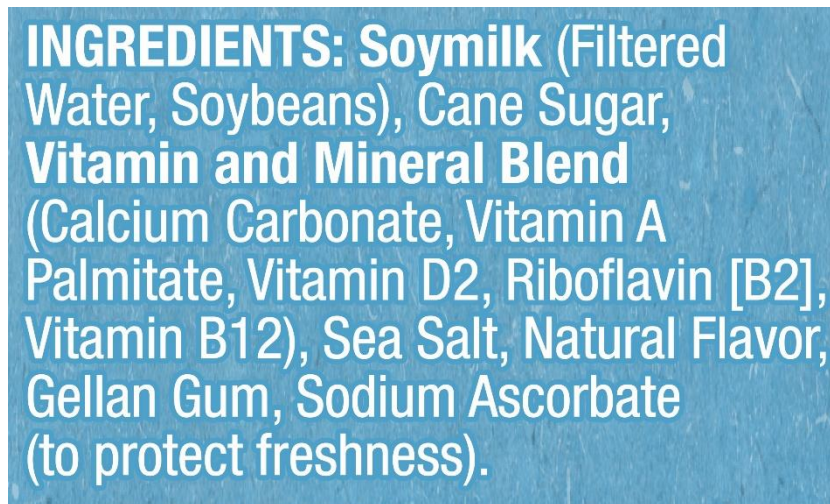 INGREDIENTS: Soymilk (Filtered
Water, Soybeans), Cane Sugar,
Vitamin and Mineral Blend
(Calcium Carbonate, Vitamin A
Palmitate, Vitamin D2, Riboflavin [B2],
Vitamin B12), Sea Salt, Natural Flavor,
Gellan Gum, Sodium Ascorbate
(to protect freshness).